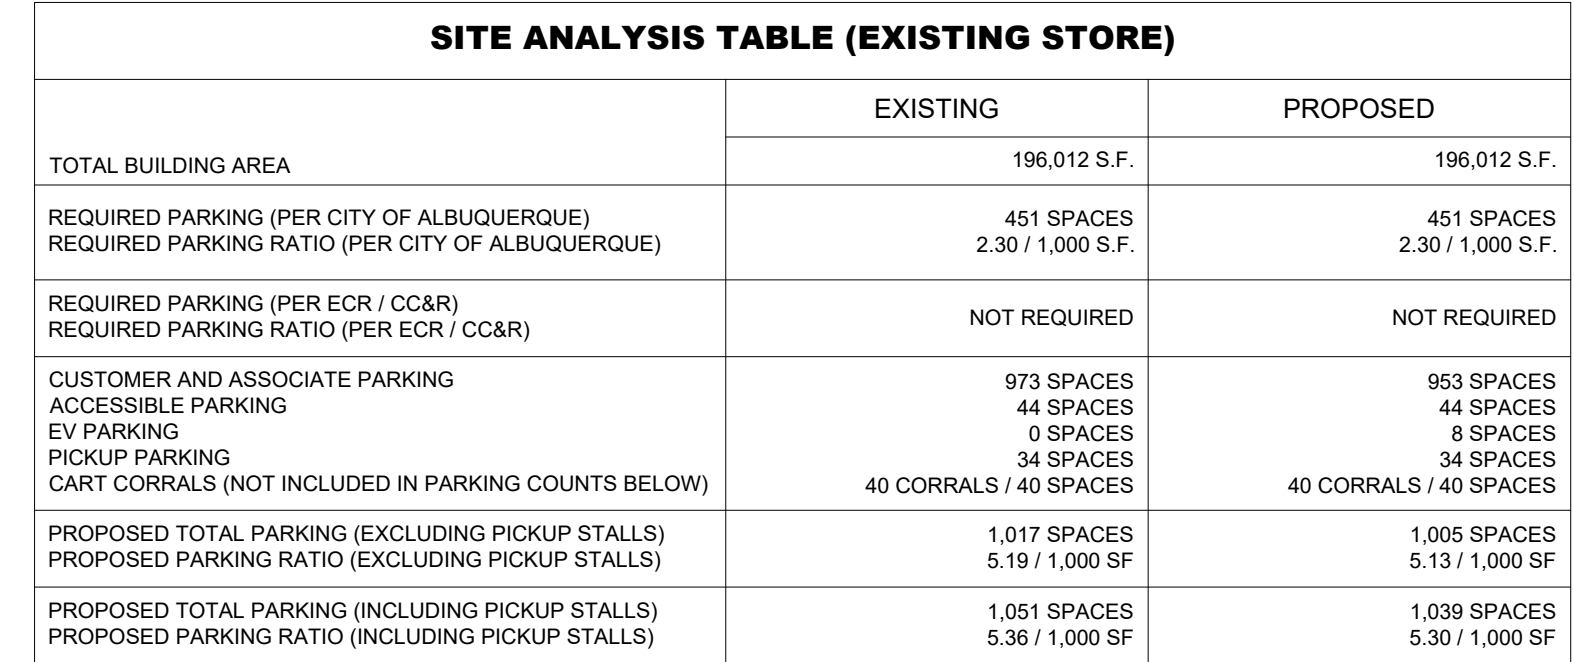 SITE ANALYSIS TABLE (EXISTING STORE)
EXISTING PROPOSED
TOTAL BUILDING AREA 196,012 S.F. 196,012 S.F.
REQUIRED PARKING (PER CITY OF ALBUQUERQUE) 451 SPACES 451 SPACES
REQUIRED PARKING RATIO (PER CITY OF ALBUQUERQUE) 2.30 / 1,000 S.F. 2.30 / 1,000 S.F.
REQUIRED PARKING (PER ECR / CC&R)
REQUIRED PARKING RATIO (PER ECR / CC&R)
NOT REQUIRED NOT REQUIRED
CUSTOMER AND ASSOCIATE PARKING 973 SPACES 953 SPACES
ACCESSIBLE PARKING 44 SPACES 44 SPACES
EV PARKING 0 SPACES 8 SPACES
PICKUP PARKING 34 SPACES 34 SPACES
CART CORRALS (NOT INCLUDED IN PARKING COUNTS BELOW) 40 CORRALS / 40 SPACES 40 CORRALS / 40 SPACES
PROPOSED TOTAL PARKING (EXCLUDING PICKUP STALLS) 1,017 SPACES 1,005 SPACES
PROPOSED PARKING RATIO (EXCLUDING PICKUP STALLS) 5.19 / 1,000 SF 5.13 / 1,000 SF
PROPOSED TOTAL PARKING (INCLUDING PICKUP STALLS) 1,051 SPACES 1,039 SPACES
PROPOSED PARKING RATIO (INCLUDING PICKUP STALLS) 5.36 / 1,000 SF 5.30 / 1,000 SF